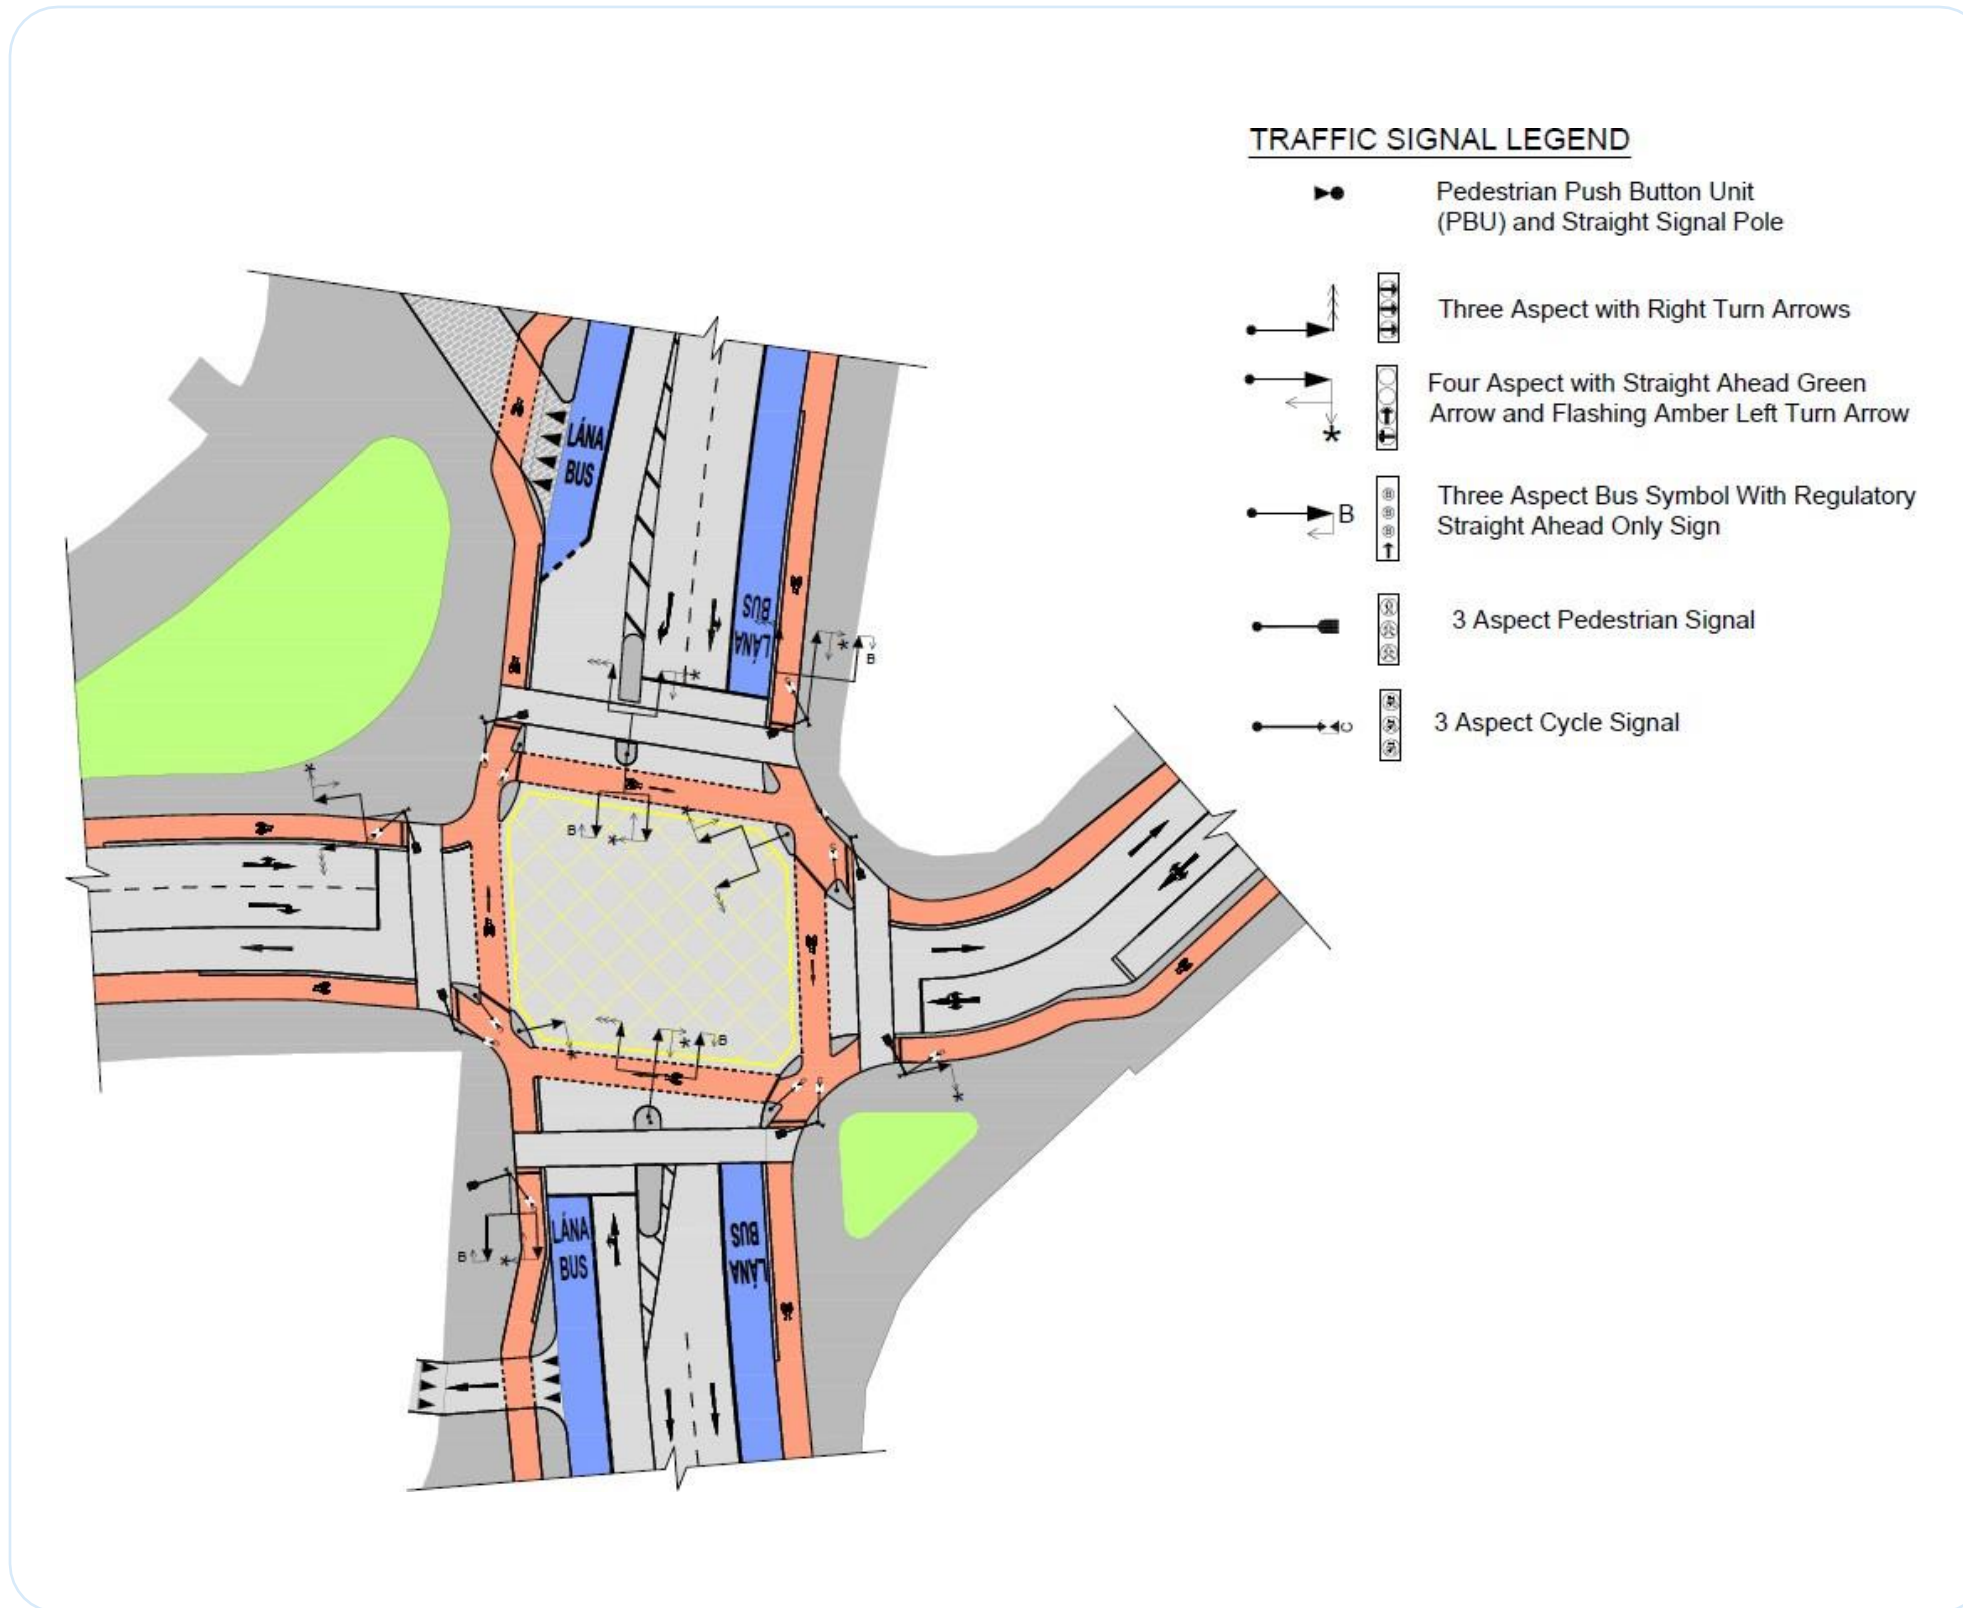 TRAFFIC SIGNAL LEGEND
Pedestrian Push Button Unit
(PBU) and Straight Signal Pole
Three Aspect with Right Turn Arrows
Four Aspect with Straight Ahead Green
Arrow and Flashing Amber Left Turn Arrow
B
Three Aspect Bus Symbol With Regulatory
Straight Ahead Only Sign
3 Aspect Pedestrian Signal
C
3 Aspect Cycle Signal
LÁNA
BUS
LÁNA
BUS
B
B
B
B
LÁNA
BUS
LÁNA
BUS